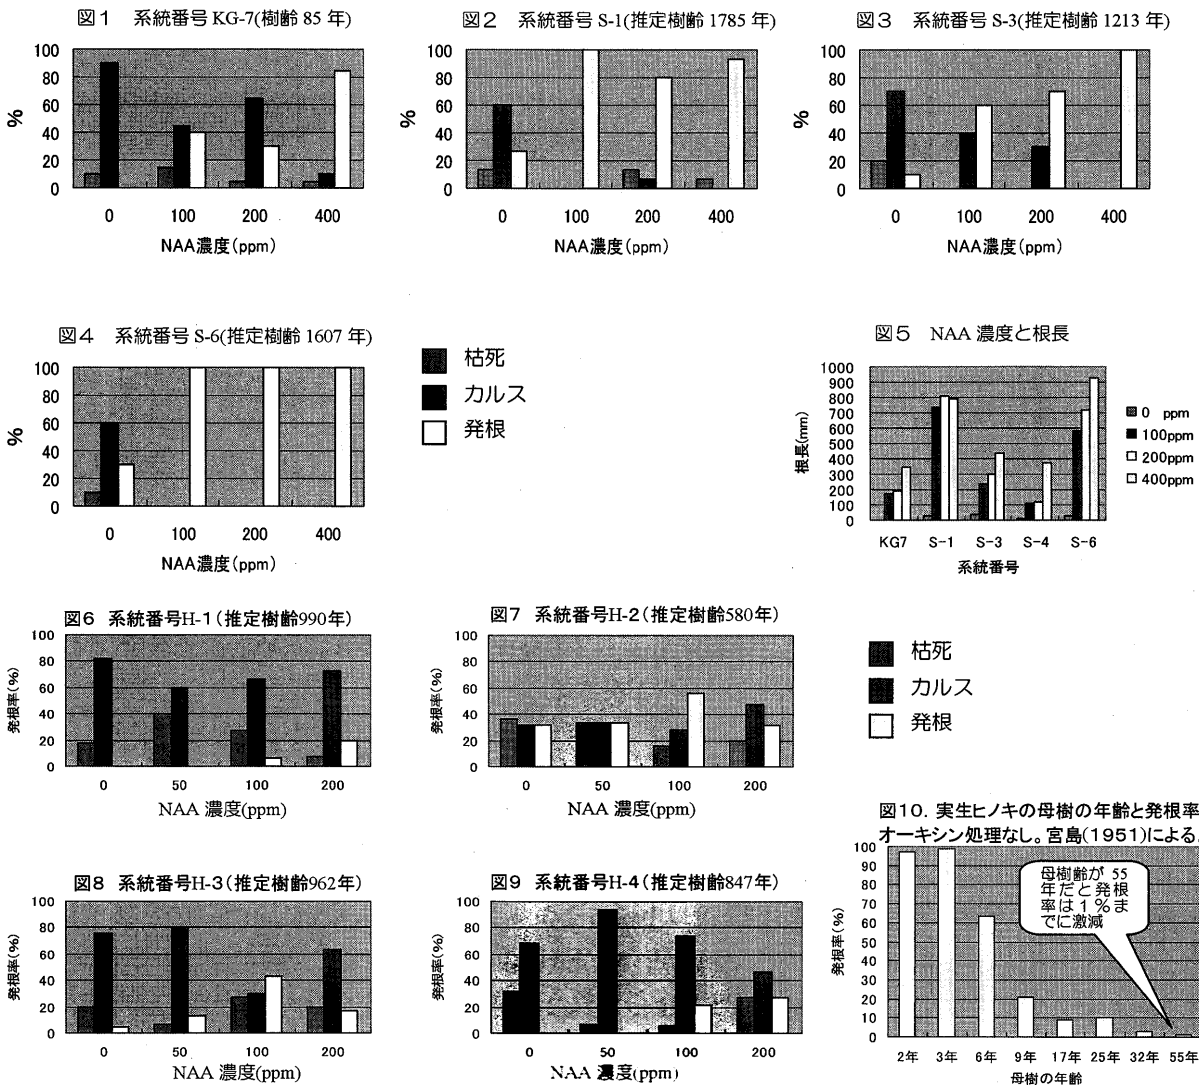 図1 系統番号 KG-7(樹齢 85 年)
100
80
60
40
20
0
%
0 100 200 400
NAA濃度(ppm)
図2 系統番号 S-1(推定樹齢 1785 年)
100
80
60
40
20
0
%
0 100 200 400
NAA濃度(ppm)
図3 系統番号 S-3(推定樹齢 1213 年)
100
80
60
40
20
0
%
0 100 200 400
NAA濃度(ppm)
図4 系統番号 S-6(推定樹齢 1607 年)
100
80
60
40
20
0
%
0 100 200 400
NAA濃度(ppm)
枯死
カルス
発根
図5 NAA 濃度と根長
1000
900
800
700
600
500
400
300
200
100
0
根長(mm)
KG7 S-1 S-3 S-4 S-6
系統番号
0 ppm
100ppm
200ppm
400ppm
図6 系統番号H-1(推定樹齢990年)
100
80
60
40
20
0
発根率(%)
0 50 100 200
NAA 濃度(ppm)
図7 系統番号H-2(推定樹齢580年)
100
80
60
40
20
0
発根率(%)
0 50 100 200
NAA 濃度(ppm)
枯死
カルス
発根
図8 系統番号H-3(推定樹齢962年)
100
80
60
40
20
0
発根率(%)
0 50 100 200
NAA 濃度(ppm)
図9 系統番号H-4(推定樹齢847年)
100
80
60
40
20
0
発根率(%)
0 50 100 200
NAA 濃度(ppm)
図10. 実生ヒノキの母樹の年齢と発根率
オーキシン処理なし。宮島(1951)による.
100
90
80
70
60
50
40
30
20
10
0
発根率(%)
母樹齢が 55
年だと発根
率は1%ま
でに激減
2年 3年 6年 9年 17年 25年 32年 55年
母樹の年齢